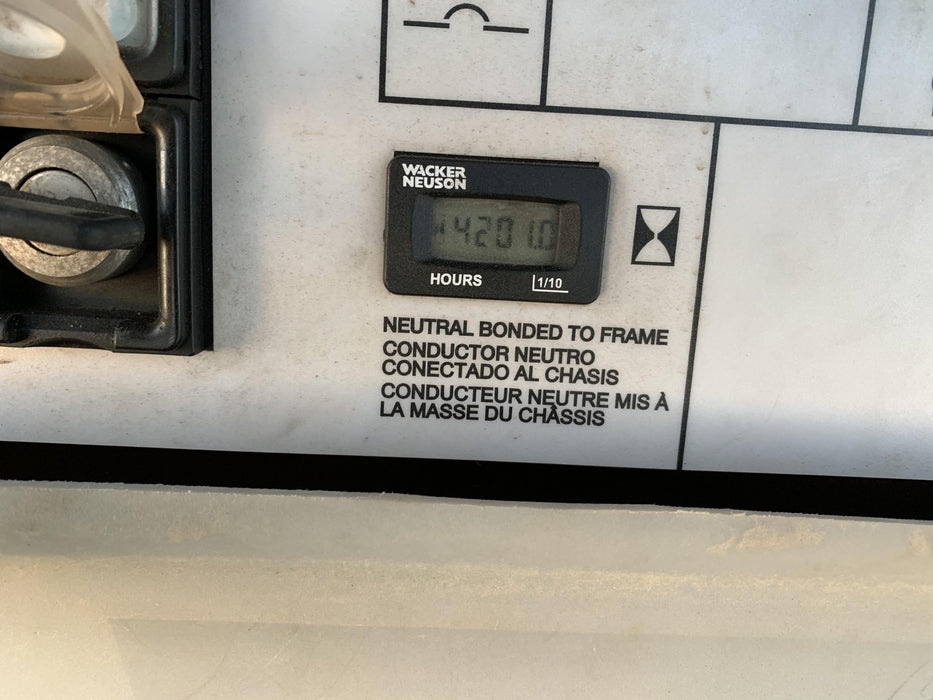 WACKER
NEUSON
4201.0
HOURS 1/10
NEUTRAL BONDED TO FRAME
CONDUCTOR NEUTRO
CONECTADO AL CHASIS
CONDUCTEUR NEUTRE MIS À
LA MASSE DU CHÂSSIS